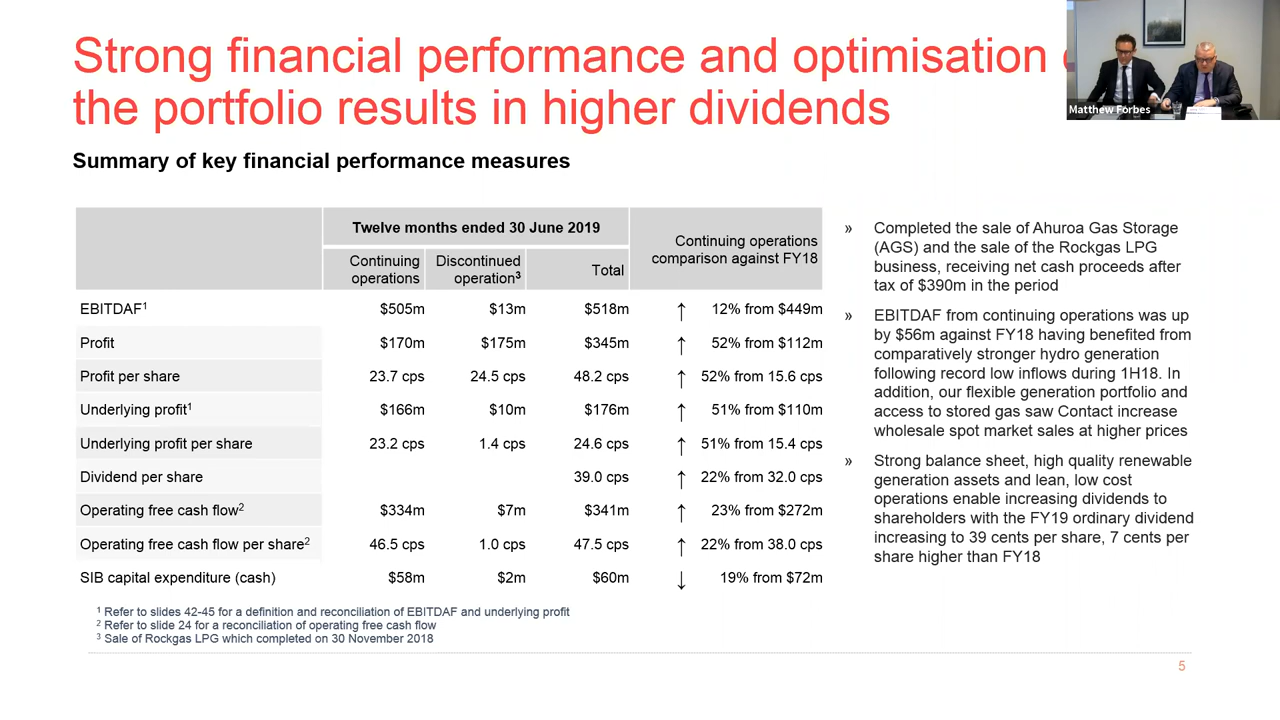 Strong financial performance and optimisation
the portfolio results in higher dividends
Matthew Forbes
Summary of key financial performance measures
Twelve months ended 30 June 2019
Continuing operations
comparison against FY18
Continuing
operations
Discontinued
operation³
Total
EBITDAF¹ $505m $13m $518m ↑ 12% from $449m
Profit $170m $175m $345m ↑ 52% from $112m
Profit per share 23.7 cps 24.5 cps 48.2 cps ↑ 52% from 15.6 cps
Underlying profit¹ $166m $10m $176m ↑ 51% from $110m
Underlying profit per share 23.2 cps 1.4 cps 24.6 cps ↑ 51% from 15.4 cps
Dividend per share 39.0 cps ↑ 22% from 32.0 cps
Operating free cash flow² $334m $7m $341m ↑ 23% from $272m
Operating free cash flow per share² 46.5 cps 1.0 cps 47.5 cps ↑ 22% from 38.0 cps
SIB capital expenditure (cash) $58m $2m $60m ↓ 19% from $72m
» Completed the sale of Ahuroa Gas Storage
(AGS) and the sale of the Rockgas LPG
business, receiving net cash proceeds after
tax of $390m in the period
» EBITDAF from continuing operations was up
by $56m against FY18 having benefited from
comparatively stronger hydro generation
following record low inflows during 1H18. In
addition, our flexible generation portfolio and
access to stored gas saw Contact increase
wholesale spot market sales at higher prices
» Strong balance sheet, high quality renewable
generation assets and lean, low cost
operations enable increasing dividends to
shareholders with the FY19 ordinary dividend
increasing to 39 cents per share, 7 cents per
share higher than FY18
¹ Refer to slides 42-45 for a definition and reconciliation of EBITDAF and underlying profit
² Refer to slide 24 for a reconciliation of operating free cash flow
³ Sale of Rockgas LPG which completed on 30 November 2018
5